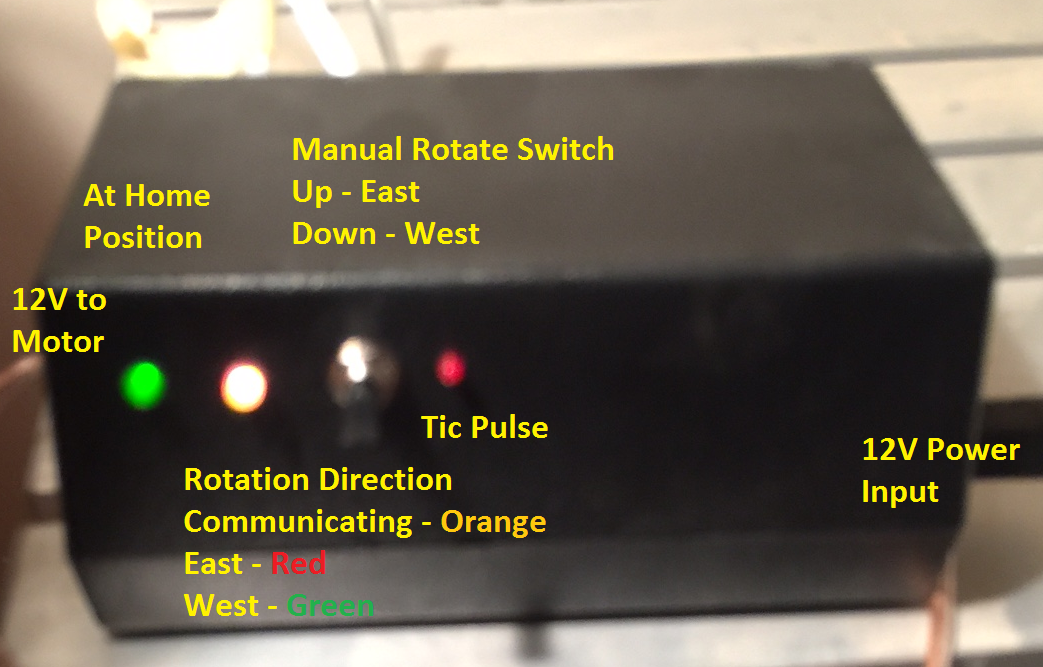 Manual Rotate Switch
Up - East
Down - West
At Home
Position
12V to
Motor
Tic Pulse
12V Power
Input
Rotation Direction
Communicating - Orange
East - Red
West - Green